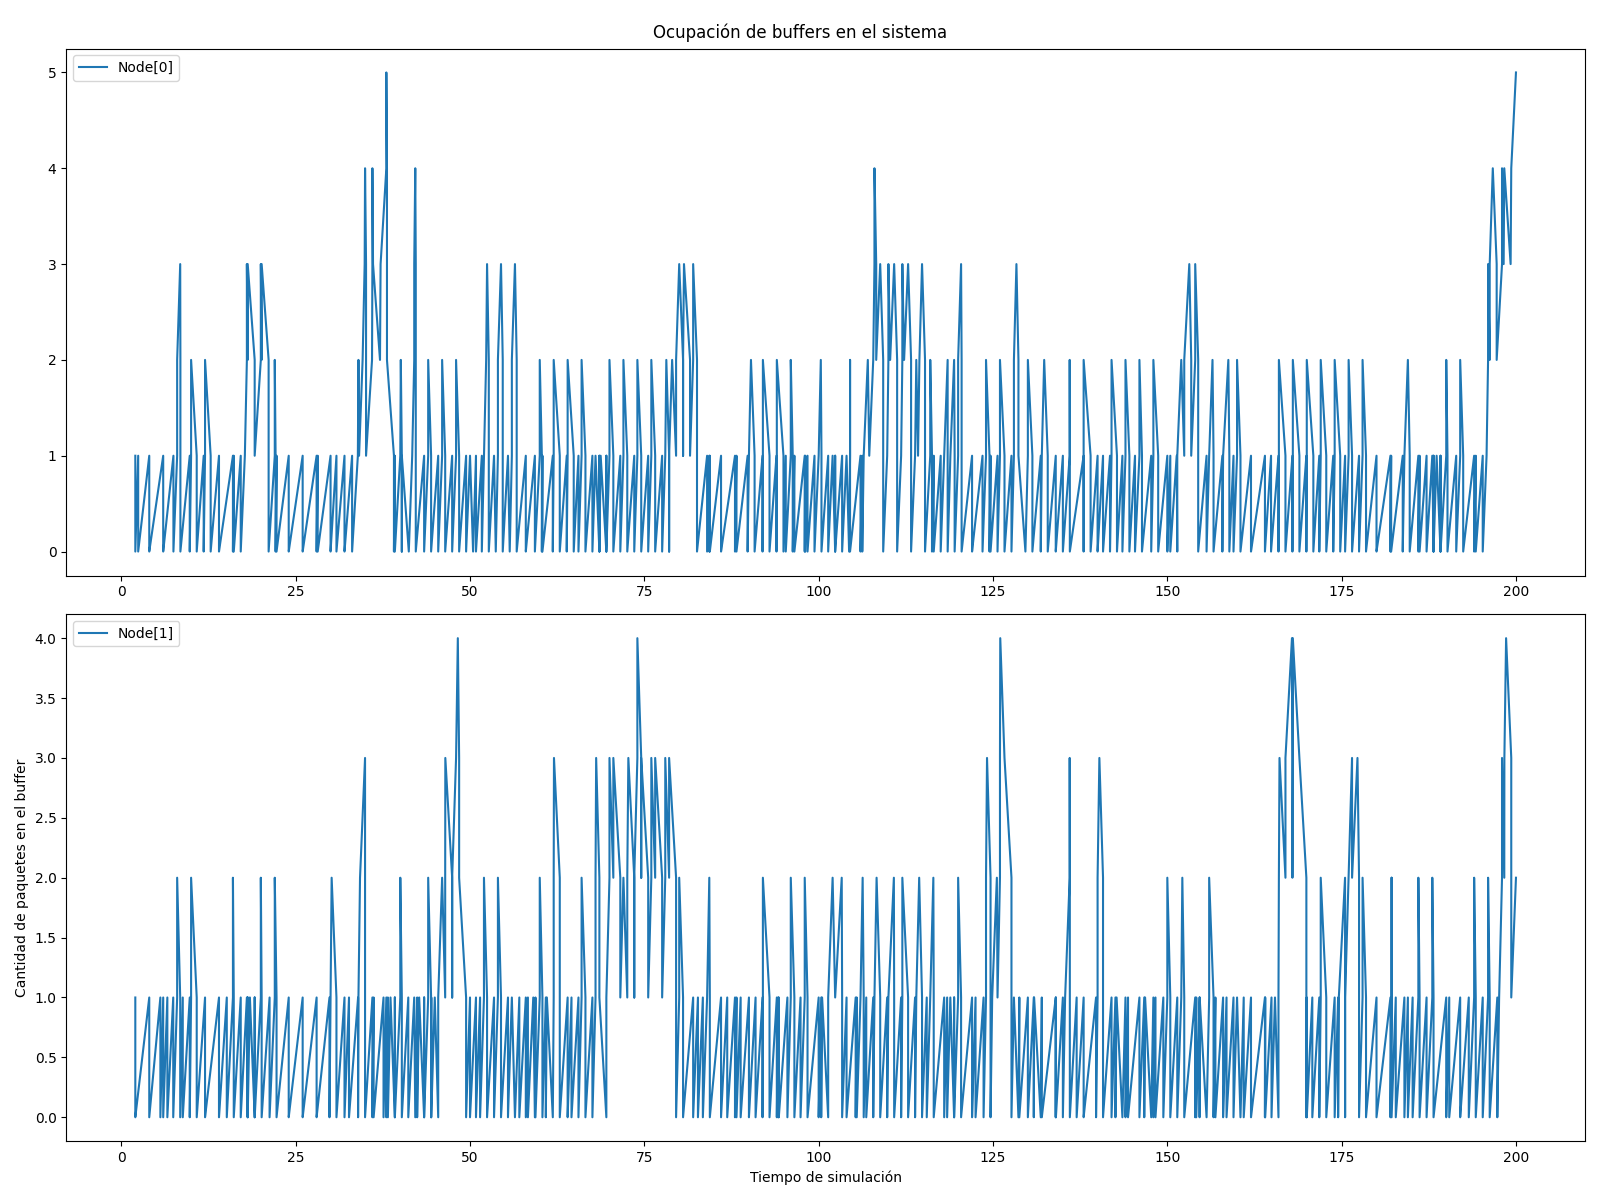 Ocupación de buffers en el sistema
Node[0]
5
4
3
2
1
0
0 25 50 75 100 125 150 175 200
Node[1]
Cantidad de paquetes en el buffer
4.0
3.5
3.0
2.5
2.0
1.5
1.0
0.5
0.0
0 25 50 75 100 125 150 175 200
Tiempo de simulación